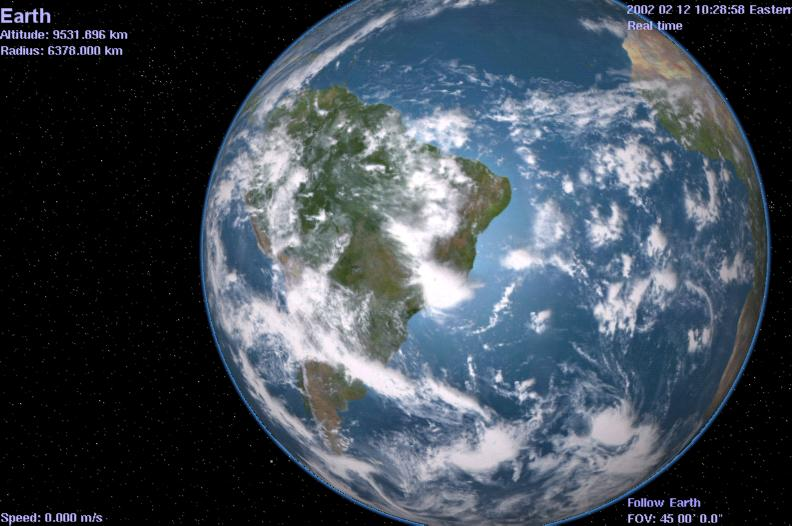 Earth
Altitude: 9531.896 km
Radius: 6378.000 km
2002 02 12 10:28:58 Eastern
Real time
Speed: 0.000 m/s
Follow Earth
FOV: 45 00' 0.0"